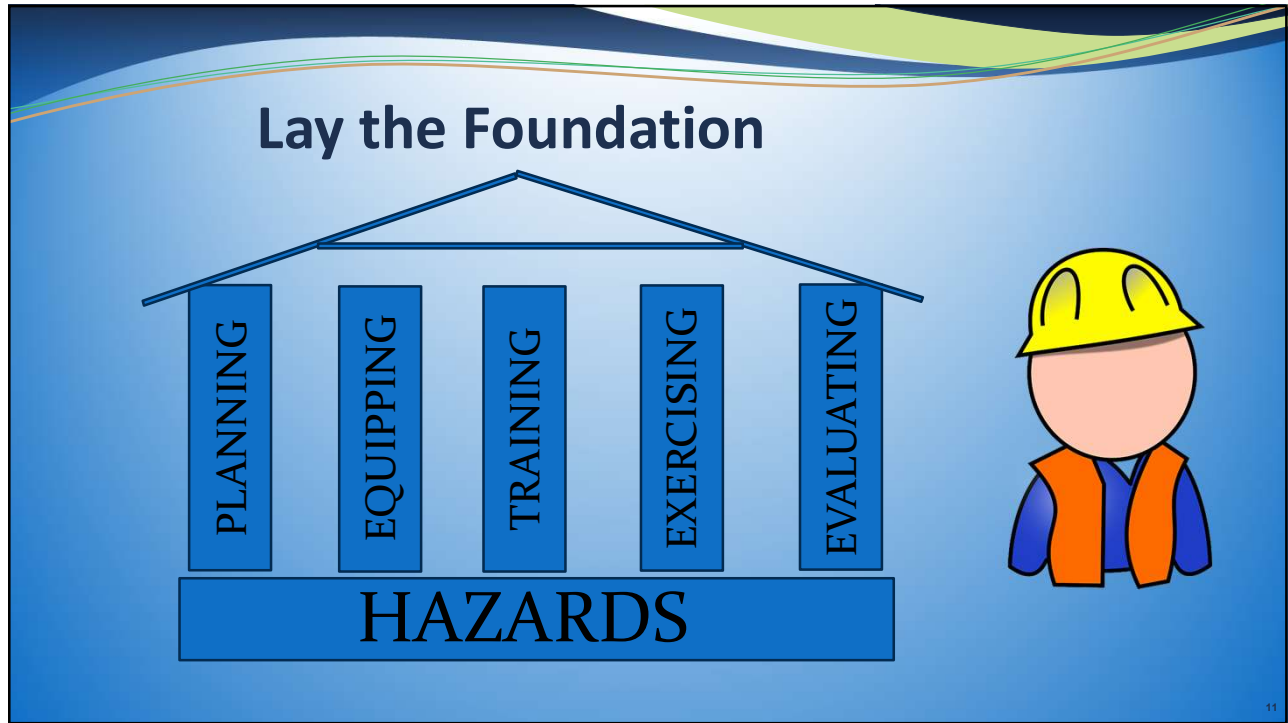 Lay the Foundation
PLANNING
EQUIPPING
TRAINING
EXERCISING
EVALUATING
HAZARDS
11